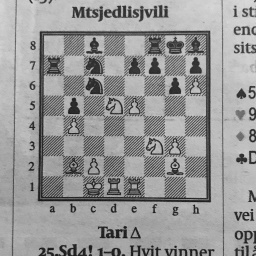 Mtsjedlisjvili
i st
end
sits
8
7
6
5
4
3
2
1
a b c d e f g h
♠5
♥9
♦8
♣D
Tari Δ
25.Sd4! 1–0. Hvit vinner
M
vei
opp
til å